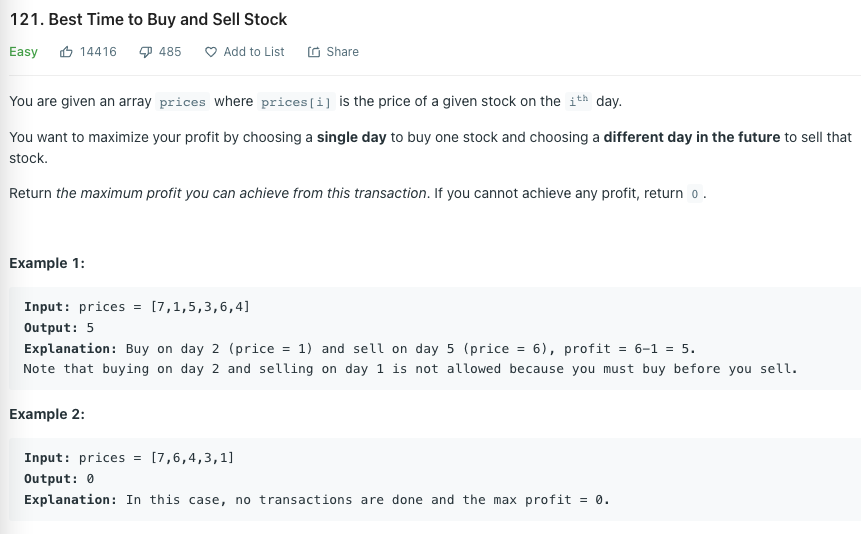 121. Best Time to Buy and Sell Stock
Easy 14416 485 Add to List Share
You are given an array prices where prices[i] is the price of a given stock on the ith day.
You want to maximize your profit by choosing a single day to buy one stock and choosing a different day in the future to sell that
stock.
Return the maximum profit you can achieve from this transaction. If you cannot achieve any profit, return 0.
Example 1:
Input: prices = [7,1,5,3,6,4]
Output: 5
Explanation: Buy on day 2 (price = 1) and sell on day 5 (price = 6), profit = 6-1 = 5.
Note that buying on day 2 and selling on day 1 is not allowed because you must buy before you sell.
Example 2:
Input: prices = [7,6,4,3,1]
Output: 0
Explanation: In this case, no transactions are done and the max profit = 0.